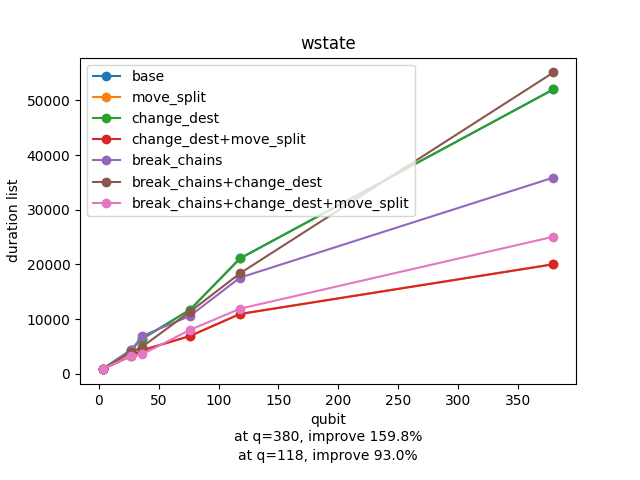 wstate
base
move_split
change_dest
change_dest+move_split
break_chains
break_chains+change_dest
break_chains+change_dest+move_split
duration list
50000
40000
30000
20000
10000
0
0 50 100 150 200 250 300 350
qubit
at q=380, improve 159.8%
at q=118, improve 93.0%